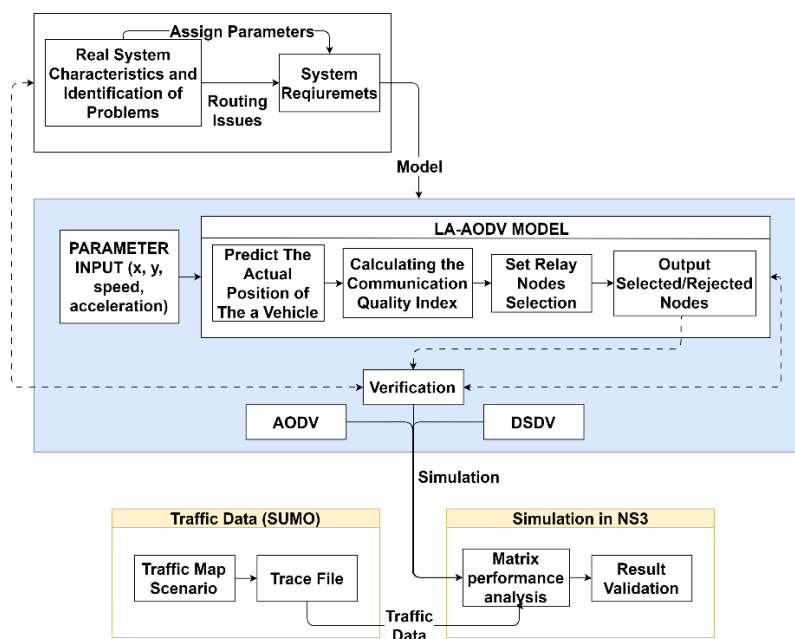 Assign Parameters
Real System
Characteristics and
Identification of
Problems
Routing
Issues
System
Reqiuremets
Model
LA-AODV MODEL
PARAMETER
INPUT (x, y,
speed,
acceleration)
Predict The
Actual
Position of
The a Vehicle
Calculating the
Communication
Quality Index
Set Relay
Nodes
Selection
Output
Selected/Rejected
Nodes
Verification
AODV
DSDV
Simulation
Traffic Data (SUMO)
Traffic Map
Scenario
Trace File
Traffic
Data
Simulation in NS3
Matrix
performance
analysis
Result
Validation